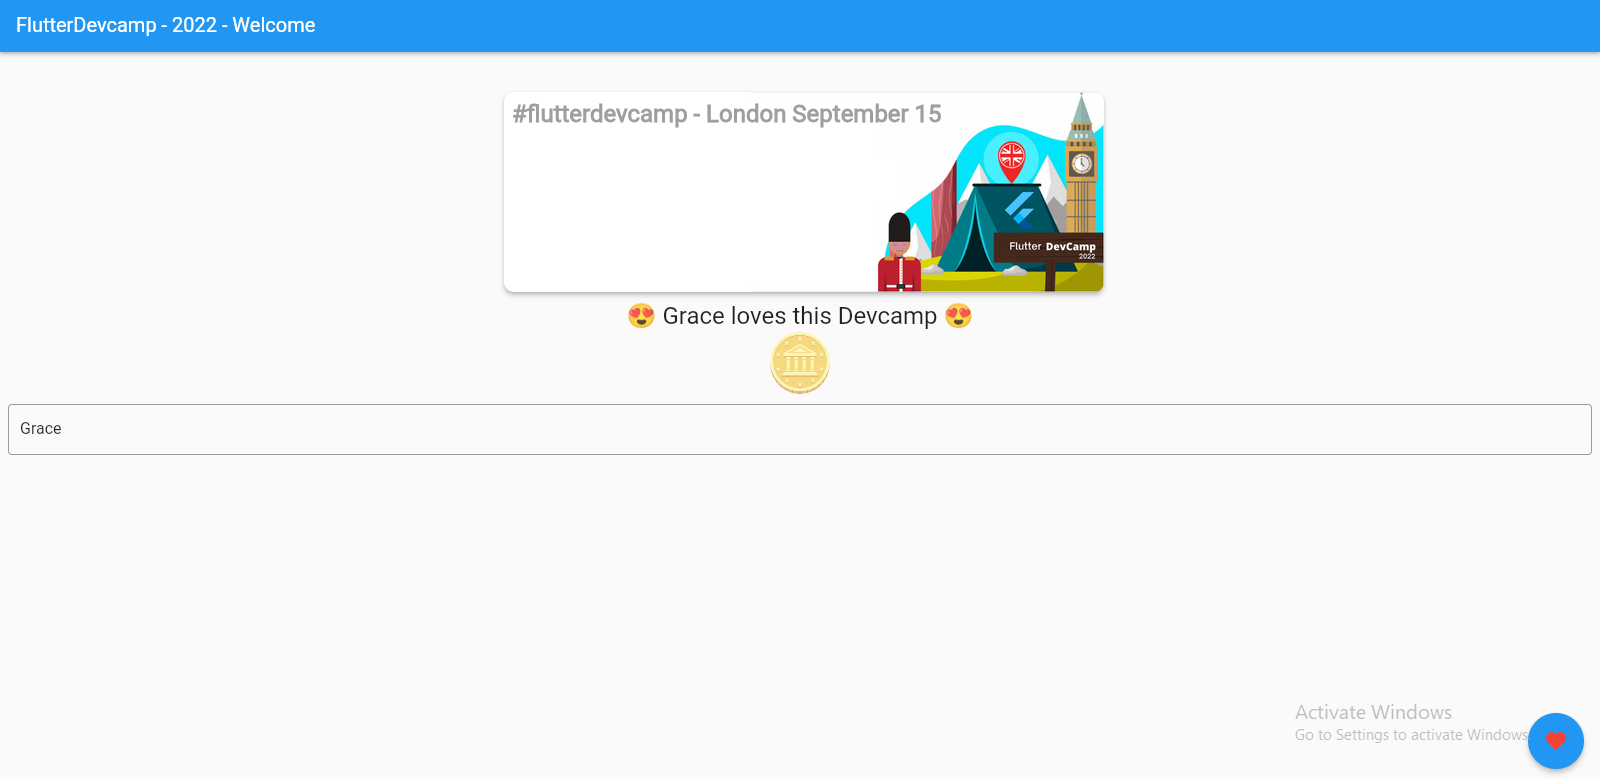 FlutterDevcamp - 2022 - Welcome
#flutterdevcamp - London September 15
Flutter DevCamp
2022
😍 Grace loves this Devcamp 😍
Grace
Activate Windows
Go to Settings to activate Windows